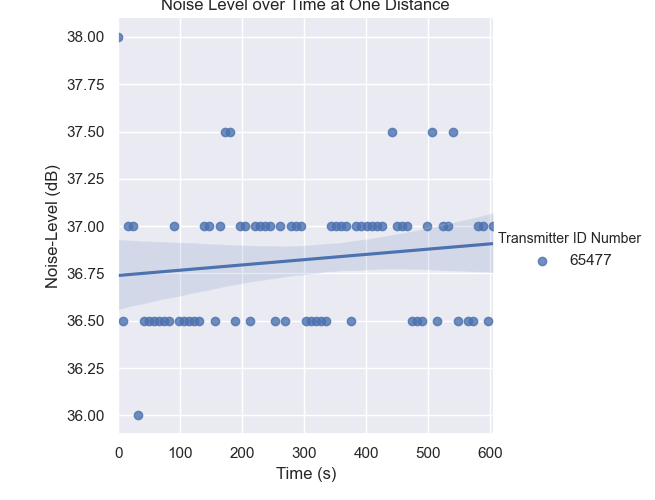 Noise Level over Time at One Distance
38.00
37.75
37.50
37.25
37.00
36.75
36.50
36.25
36.00
Noise-Level (dB)
0 100 200 300 400 500 600
Time (s)
Transmitter ID Number
65477